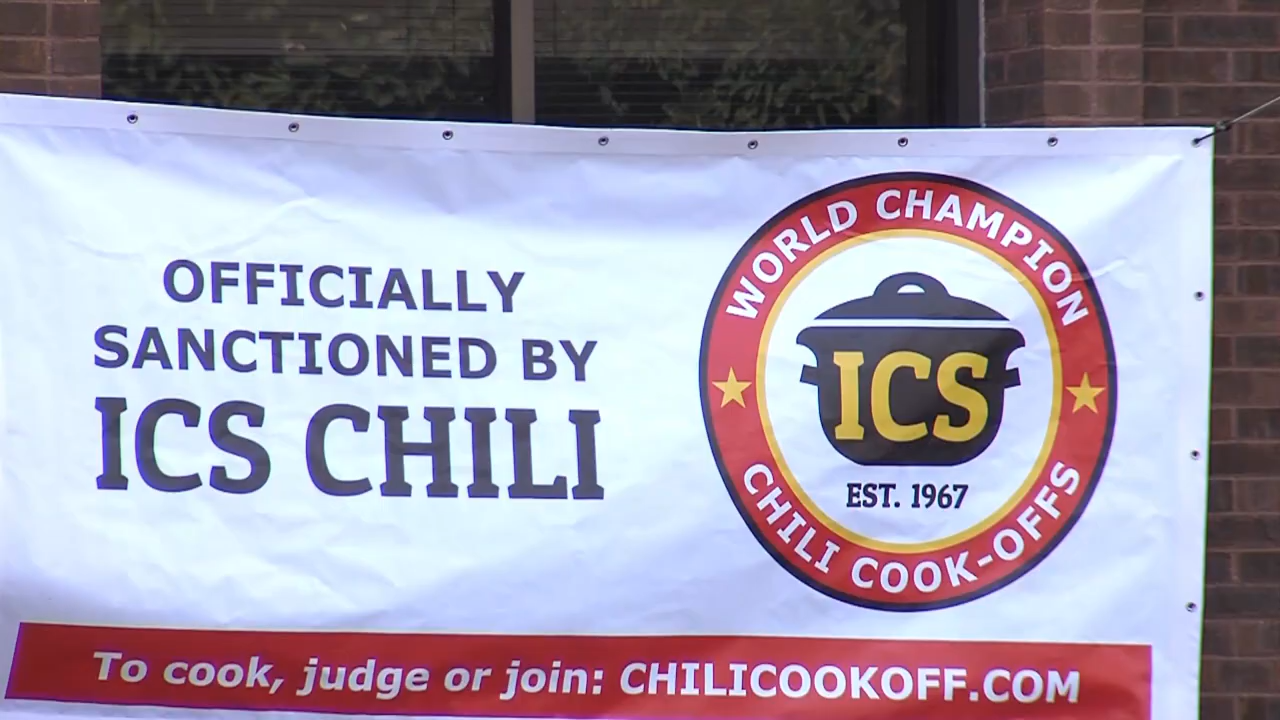 OFFICIALLY
SANCTIONED BY
ICS CHILI
WORLD CHAMPION
ICS
EST. 1967
CHILI COOK-OFFS
To cook, judge or join: CHILICOOKOFF.COM